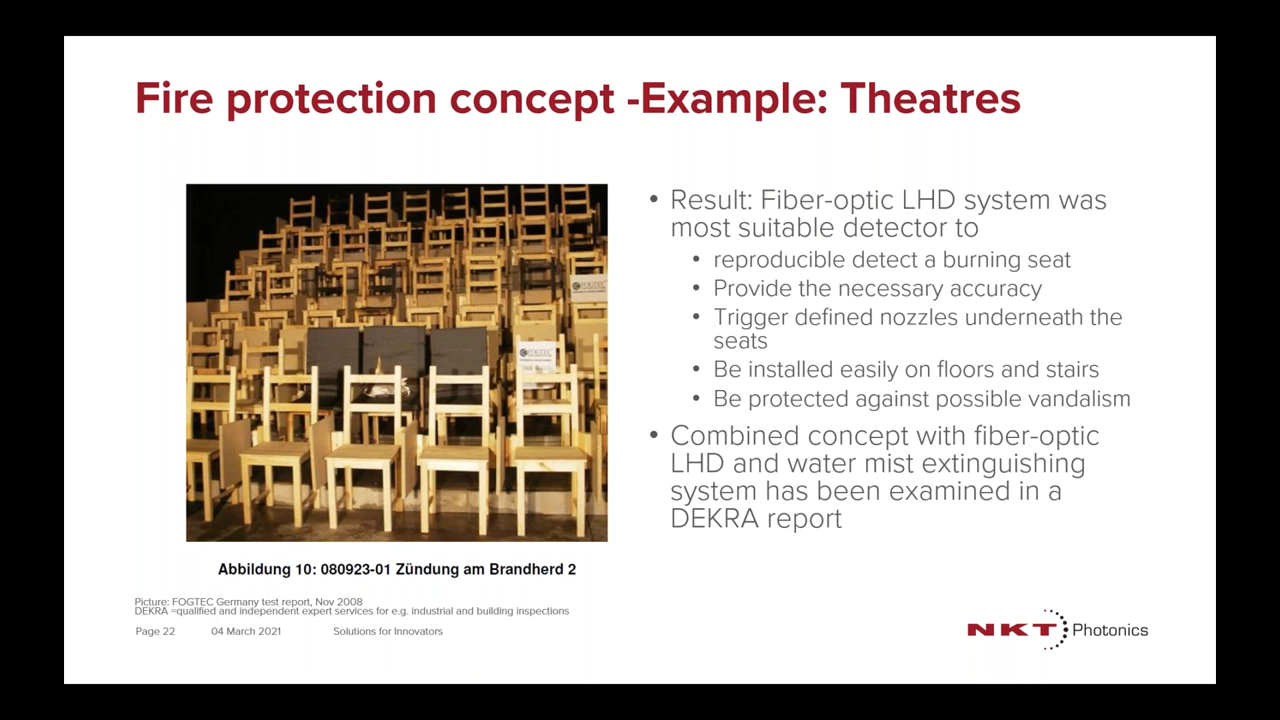 Fire protection concept -Example: Theatres
FOGTEC
FOGTEC
• Result: Fiber-optic LHD system was
most suitable detector to
• reproducible detect a burning seat
• Provide the necessary accuracy
• Trigger defined nozzles underneath the
seats
• Be installed easily on floors and stairs
• Be protected against possible vandalism
• Combined concept with fiber-optic
LHD and water mist extinguishing
system has been examined in a
DEKRA report
Abbildung 10: 080923-01 Zündung am Brandherd 2
Picture: FOGTEC Germany test report, Nov 2008
DEKRA =qualified and independent expert services for e.g. industrial and building inspections
Page 22 04 March 2021 Solutions for Innovators
NKT Photonics